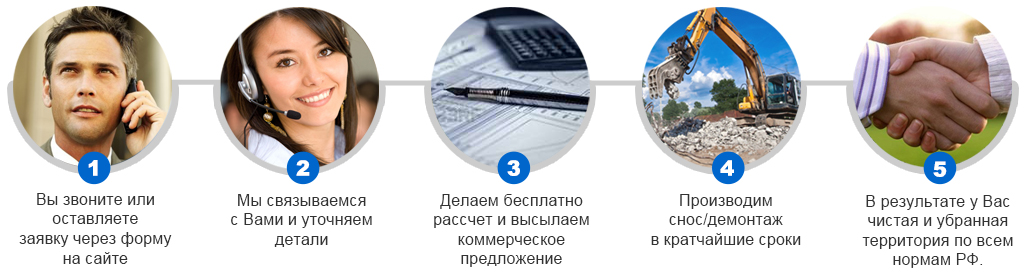 1
Вы звоните или
оставляете
заявку через форму
на сайте
2
Мы связываемся
с Вами и уточняем
детали
3
Делаем бесплатно
рассчет и высылаем
коммерческое
предложение
4
Производим
снос/демонтаж
в кратчайшие сроки
5
В результате у Вас
чистая и убранная
территория по всем
нормам РФ.